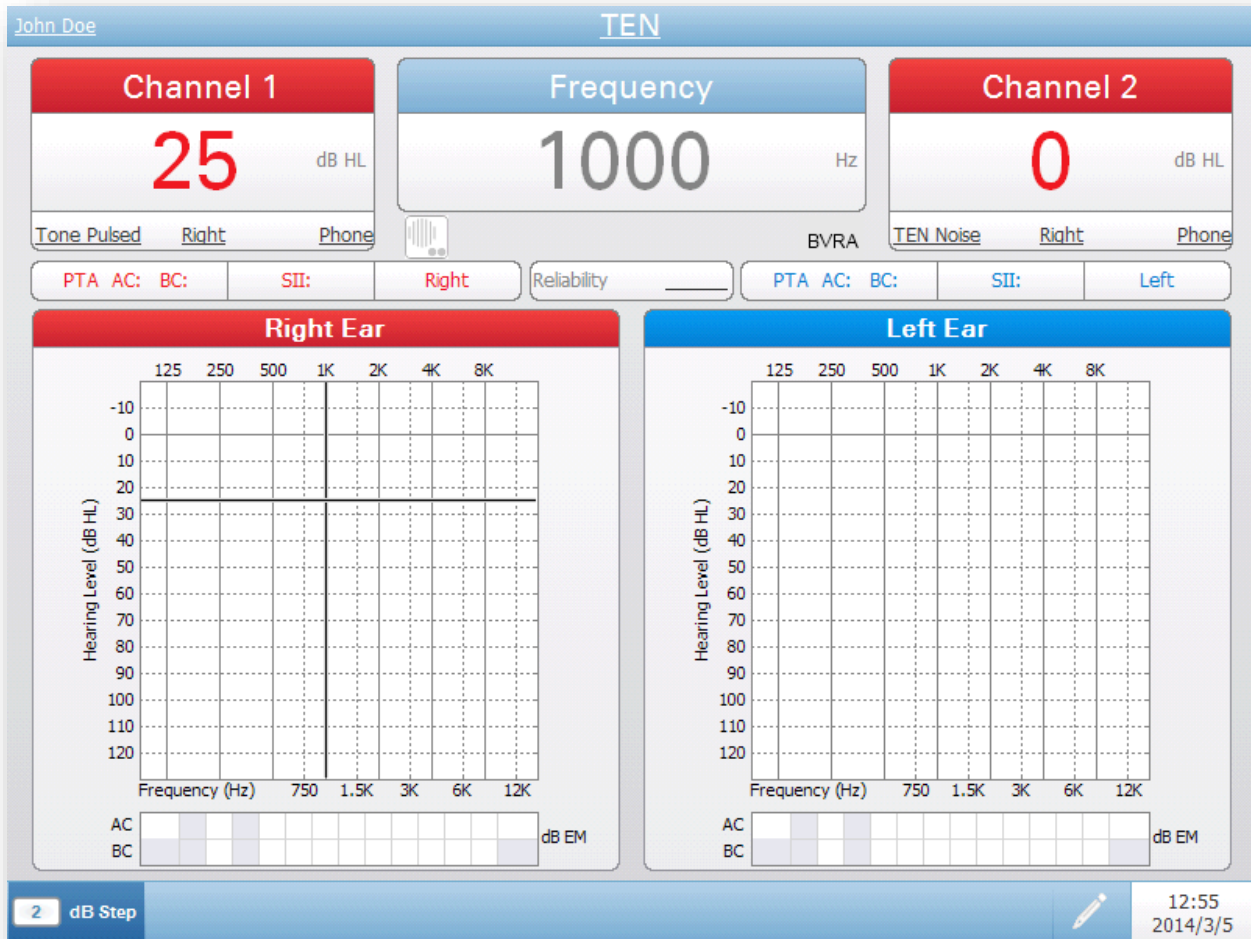 John Doe
TEN
Channel 1
Frequency
Channel 2
25 dB HL
1000 Hz
0 dB HL
Tone Pulsed Right Phone
BVRA
TEN Noise Right Phone
PTA AC: BC: SII: Right
Reliability
PTA AC: BC: SII: Left
Right Ear
125 250 500 1K 2K 4K 8K
-10
0
10
20
30
40
50
60
70
80
90
100
110
120
Hearing Level (dB HL)
Frequency (Hz) 750 1.5K 3K 6K 12K
AC
BC
dB EM
Left Ear
125 250 500 1K 2K 4K 8K
-10
0
10
20
30
40
50
60
70
80
90
100
110
120
Hearing Level (dB HL)
Frequency (Hz) 750 1.5K 3K 6K 12K
AC
BC
dB EM
2 dB Step
12:55
2014/3/5